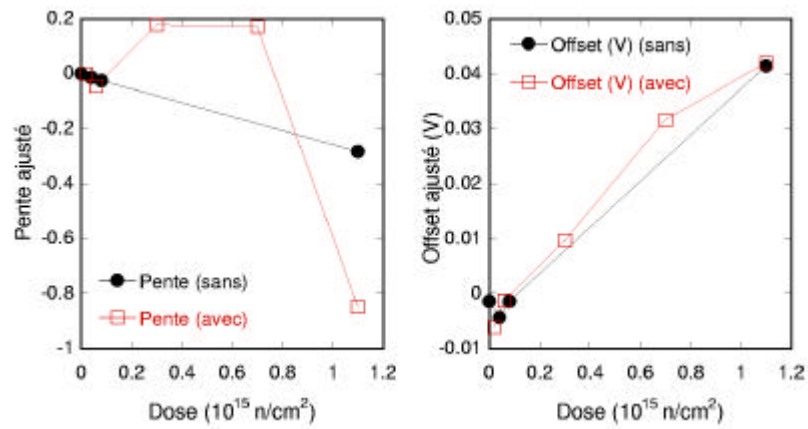 0.2
0
-0.2
-0.4
-0.6
-0.8
-1
Pente ajusté
Pente (sans)
Pente (avec)
0 0.2 0.4 0.6 0.8 1 1.2
Dose (10¹⁵ n/cm²)
0.05
0.04
0.03
0.02
0.01
0
-0.01
Offset ajusté (V)
Offset (V) (sans)
Offset (V) (avec)
0 0.2 0.4 0.6 0.8 1 1.2
Dose (10¹⁵ n/cm²)